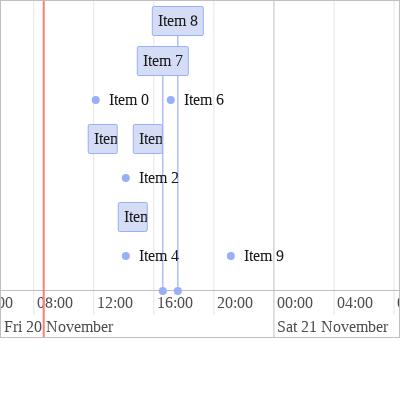 Item 8
Item 7
Item 0
Item 6
Iten
Iten
Item 2
Iten
Item 4
Item 9
00
08:00
12:00
16:00
20:00
00:00
04:00
Fri 20 November
Sat 21 November